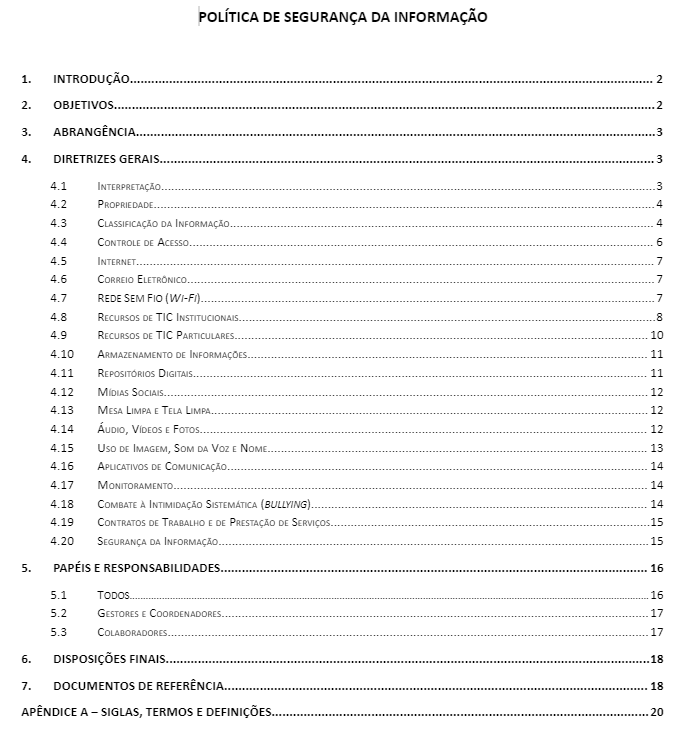 POLÍTICA DE SEGURANÇA DA INFORMAÇÃO
1. INTRODUÇÃO 2
2. OBJETIVOS 2
3. ABRANGÊNCIA 3
4. DIRETRIZES GERAIS 3
4.1 Interpretação 3
4.2 Propriedade 4
4.3 Classificação da Informação 4
4.4 Controle de Acesso 6
4.5 Internet 7
4.6 Correio Eletrônico 7
4.7 Rede Sem Fio (Wi-Fi) 7
4.8 Recursos de TIC Institucionais 8
4.9 Recursos de TIC Particulares 10
4.10 Armazenamento de Informações 11
4.11 Repositórios Digitais 11
4.12 Mídias Sociais 12
4.13 Mesa Limpa e Tela Limpa 12
4.14 Áudio, Vídeos e Fotos 12
4.15 Uso de Imagem, Som da Voz e Nome 13
4.16 Aplicativos de Comunicação 14
4.17 Monitoramento 14
4.18 Combate à Intimidação Sistemática (BULLYING) 14
4.19 Contratos de Trabalho e de Prestação de Serviços 15
4.20 Segurança da Informação 15
5. PAPÉIS E RESPONSABILIDADES 16
5.1 Todos 16
5.2 Gestores e Coordenadores 17
5.3 Colaboradores 17
6. DISPOSIÇÕES FINAIS 18
7. DOCUMENTOS DE REFERÊNCIA 18
APÊNDICE A – SIGLAS, TERMOS E DEFINIÇÕES 20